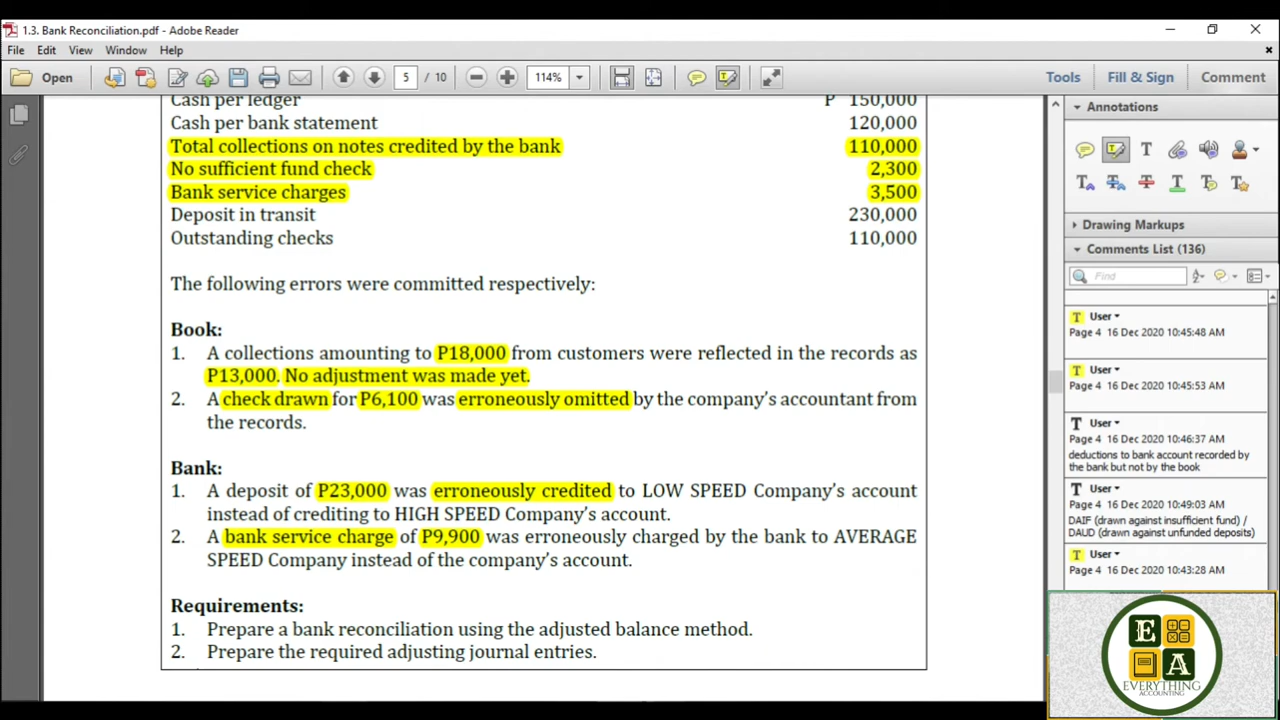 1.3. Bank Reconciliation.pdf - Adobe Reader
File Edit View Window Help
Open 5 / 10 114% Tools Fill & Sign Comment
Cash per ledger P 150,000
Cash per bank statement 120,000
Total collections on notes credited by the bank 110,000
No sufficient fund check 2,300
Bank service charges 3,500
Deposit in transit 230,000
Outstanding checks 110,000
The following errors were committed respectively:
Book:
1. A collections amounting to P18,000 from customers were reflected in the records as
P13,000. No adjustment was made yet.
2. A check drawn for P6,100 was erroneously omitted by the company's accountant from
the records.
Bank:
1. A deposit of P23,000 was erroneously credited to LOW SPEED Company's account
instead of crediting to HIGH SPEED Company's account.
2. A bank service charge of P9,900 was erroneously charged by the bank to AVERAGE
SPEED Company instead of the company's account.
Requirements:
1. Prepare a bank reconciliation using the adjusted balance method.
2. Prepare the required adjusting journal entries.
Annotations
Drawing Markups
Comments List (136)
Find
User
Page 4 16 Dec 2020 10:45:48 AM
User
Page 4 16 Dec 2020 10:45:53 AM
User
Page 4 16 Dec 2020 10:46:37 AM
deductions to bank account recorded by
the bank but not by the book
User
Page 4 16 Dec 2020 10:49:03 AM
DAIF (drawn against insufficient fund) /
DAUD (drawn against unfunded deposits)
User
Page 4 16 Dec 2020 10:43:28 AM
E
A
EVERYTHING
ACCOUNTING